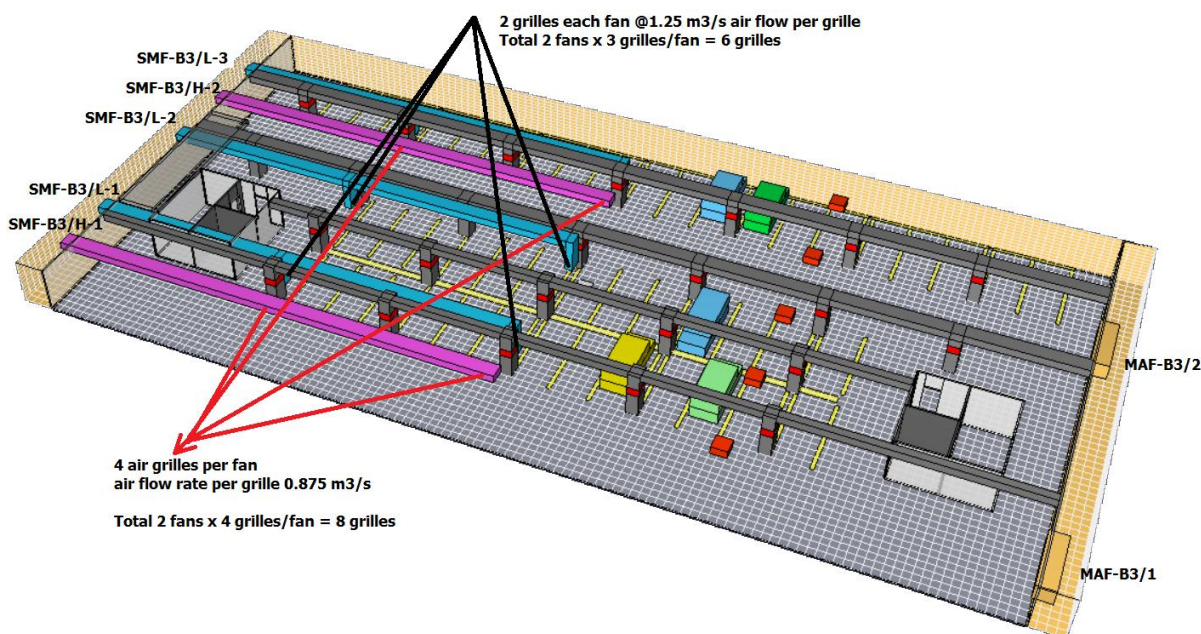 2 grilles each fan @1.25 m3/s air flow per grille
Total 2 fans x 3 grilles/fan = 6 grilles
SMF-B3/L-3
SMF-B3/H-2
SMF-B3/L-2
SMF-B3/L-1
SMF-B3/H-1
MAF-B3/2
4 air grilles per fan
air flow rate per grille 0.875 m3/s
Total 2 fans x 4 grilles/fan = 8 grilles
MAF-B3/1